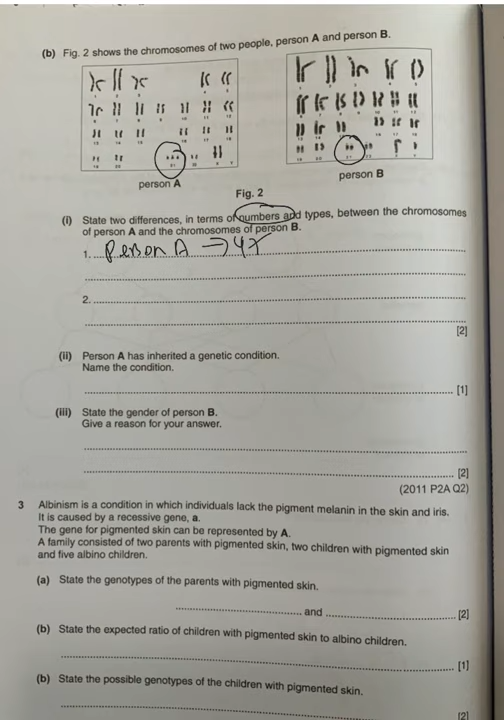 (b) Fig. 2 shows the chromosomes of two people, person A and person B.
person A
person B
Fig. 2
(i) State two differences, in terms of numbers and types, between the chromosomes
of person A and the chromosomes of person B.
1. Person A → 47
2.
[2]
(ii) Person A has inherited a genetic condition.
Name the condition.
[1]
(iii) State the gender of person B.
Give a reason for your answer.
[2]
(2011 P2A Q2)
3 Albinism is a condition in which individuals lack the pigment melanin in the skin and iris.
It is caused by a recessive gene, a.
The gene for pigmented skin can be represented by A.
A family consisted of two parents with pigmented skin, two children with pigmented skin
and five albino children.
(a) State the genotypes of the parents with pigmented skin.
and [2]
(b) State the expected ratio of children with pigmented skin to albino children.
[1]
(b) State the possible genotypes of the children with pigmented skin.
[2]